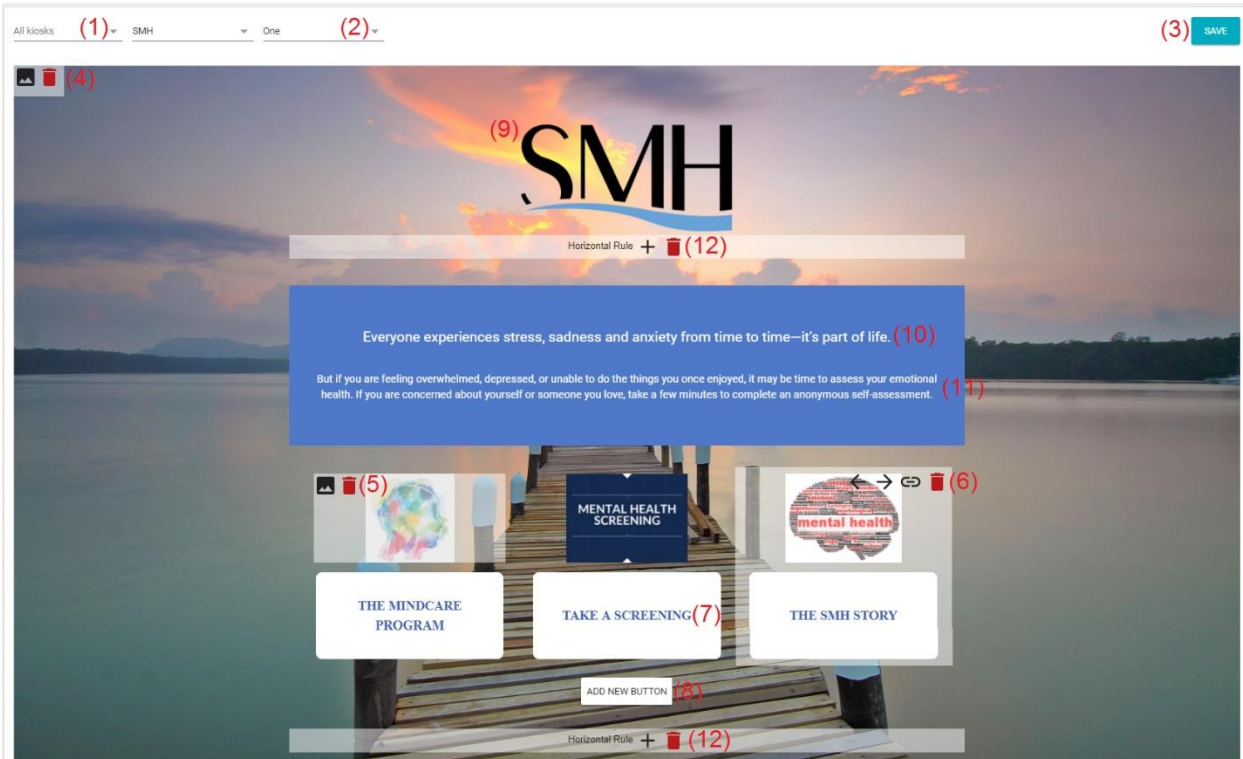 All kiosks (1) SMH One (2) (3) SAVE
(4)
(9) SMH
Horizontal Rule + (12)
Everyone experiences stress, sadness and anxiety from time to time—it's part of life. (10)
But if you are feeling overwhelmed, depressed, or unable to do the things you once enjoyed, it may be time to assess your emotional
health. If you are concerned about yourself or someone you love, take a few minutes to complete an anonymous self-assessment. (11)
(5)
MENTAL HEALTH
SCREENING
(6)
mental health
THE MINDCARE
PROGRAM
TAKE A SCREENING (7)
THE SMH STORY
ADD NEW BUTTON (8)
Horizontal Rule + (12)